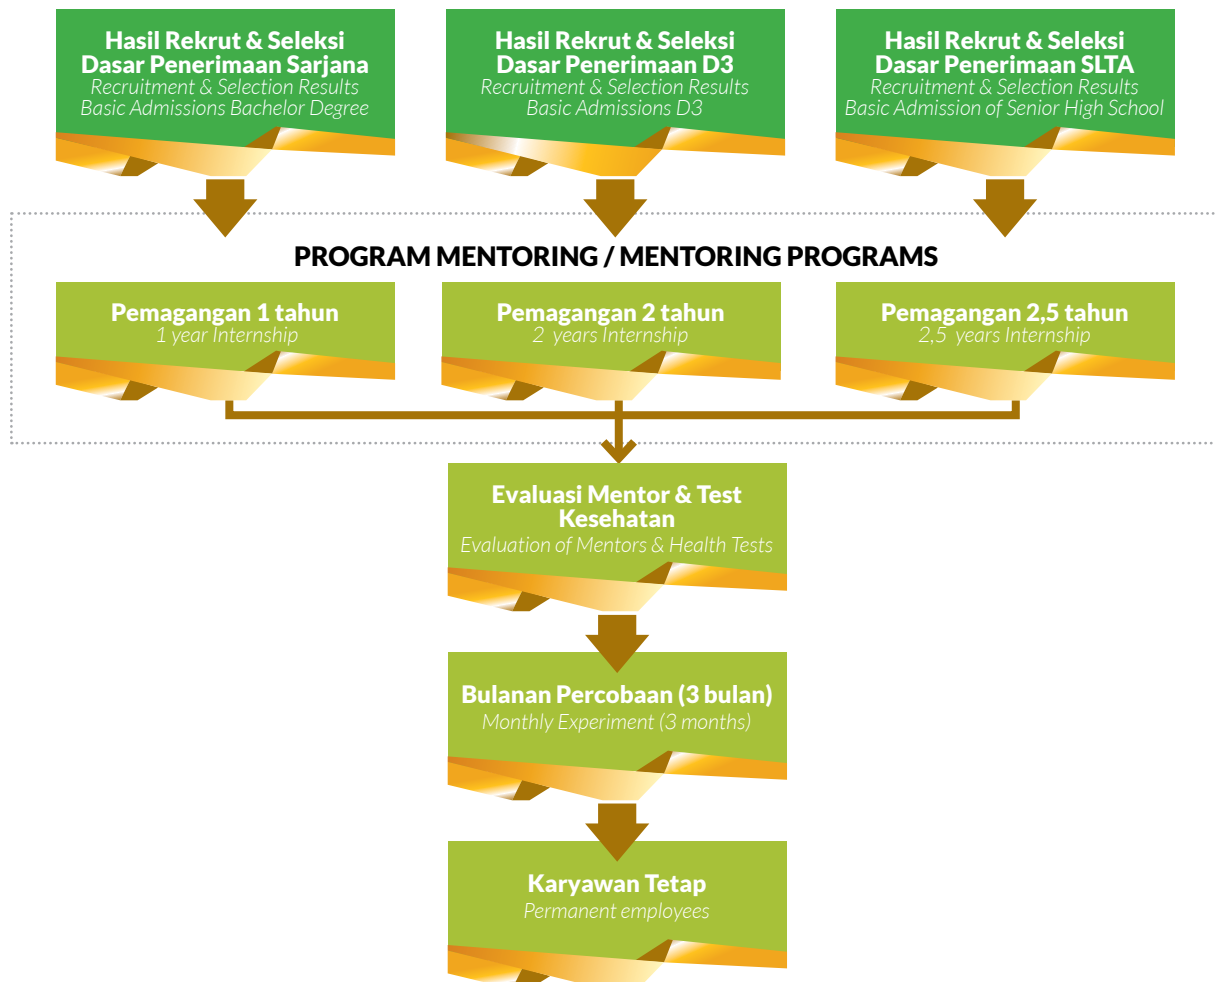 Hasil Rekrut & Seleksi
Dasar Penerimaan Sarjana
Recruitment & Selection Results
Basic Admissions Bachelor Degree
Hasil Rekrut & Seleksi
Dasar Penerimaan D3
Recruitment & Selection Results
Basic Admissions D3
Hasil Rekrut & Seleksi
Dasar Penerimaan SLTA
Recruitment & Selection Results
Basic Admission of Senior High School
PROGRAM MENTORING / MENTORING PROGRAMS
Pemagangan 1 tahun
1 year Internship
Pemagangan 2 tahun
2 years Internship
Pemagangan 2,5 tahun
2,5 years Internship
Evaluasi Mentor & Test
Kesehatan
Evaluation of Mentors & Health Tests
Bulanan Percobaan (3 bulan)
Monthly Experiment (3 months)
Karyawan Tetap
Permanent employees